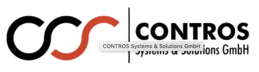 CONTROS
CONTROS Systems & Solutions GmbH
Systems & Solutions GmbH